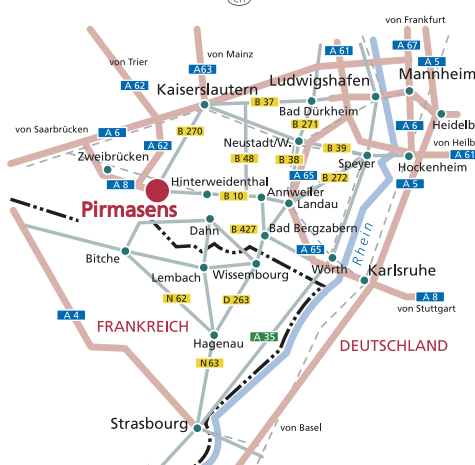 von Frankfurt
von Mainz
A 61
A 67
A 5
von Trier
A 62
A63
Ludwigshafen
Mannheim
Kaiserslautern
B 37
Bad Dürkheim
Heidelb
von Saarbrücken
A 6
B 270
B 271
A 6
Neustadt/W.
von Heilb
A 62
Zweibrücken
B 48
B 38
B 39
Speyer
A 61
Hockenheim
A 8
Hinterweidenthal
A 65
B 272
A 5
B 10
Annweiler
Landau
Pirmasens
Dahn
B 427
Bad Bergzabern
Rhein
Bitche
A 65
Lembach
Wissembourg
Wörth
Karlsruhe
N 62
D 263
A 8
von Stuttgart
A 4
FRANKREICH
A 35
Hagenau
DEUTSCHLAND
N63
Strasbourg
von Basel